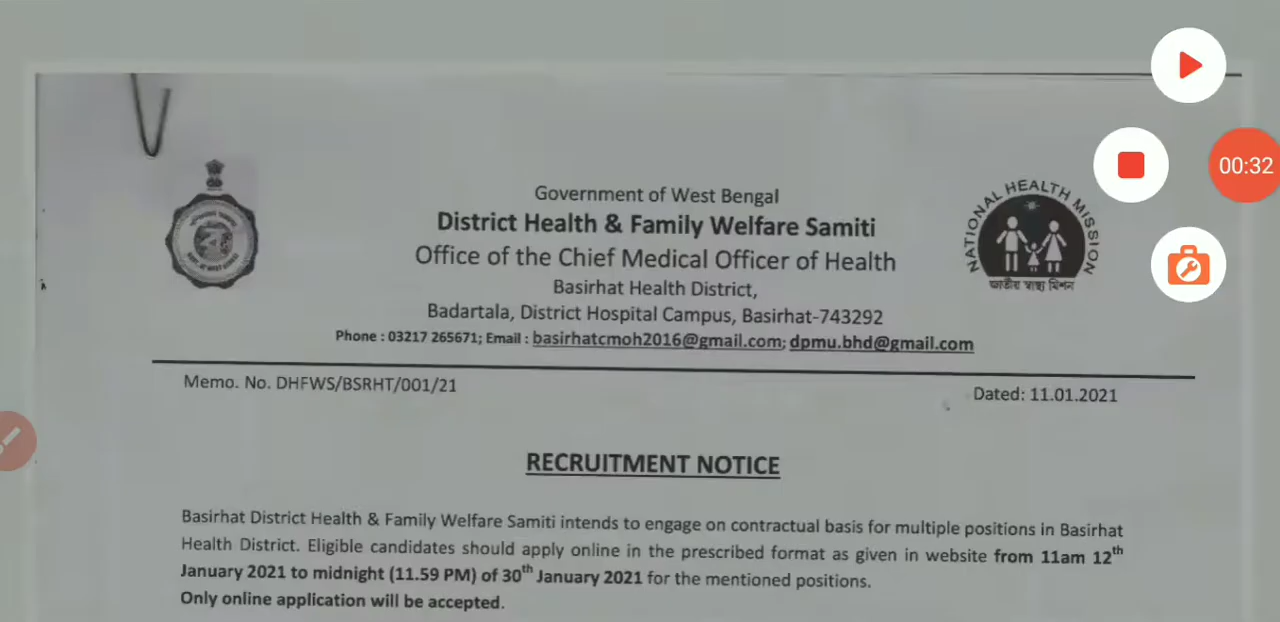 Government of West Bengal
District Health & Family Welfare Samiti
Office of the Chief Medical Officer of Health
Basirhat Health District,
Badartala, District Hospital Campus, Basirhat-743292
Phone : 03217 265671; Email : basirhatcmoh2016@gmail.com; dpmu.bhd@gmail.com
NATIONAL HEALTH MISSION
জাতীয় স্বাস্থ্য মিশন
00:32
Memo. No. DHFWS/BSRHT/001/21
Dated: 11.01.2021
RECRUITMENT NOTICE
Basirhat District Health & Family Welfare Samiti intends to engage on contractual basis for multiple positions in Basirhat
Health District. Eligible candidates should apply online in the prescribed format as given in website from 11am 12th
January 2021 to midnight (11.59 PM) of 30th January 2021 for the mentioned positions.
Only online application will be accepted.